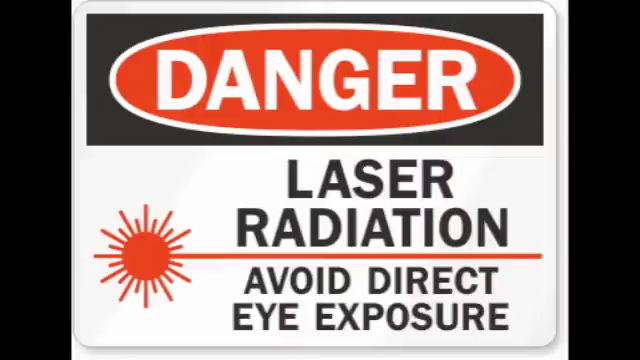 DANGER
LASER
RADIATION
AVOID DIRECT
EYE EXPOSURE